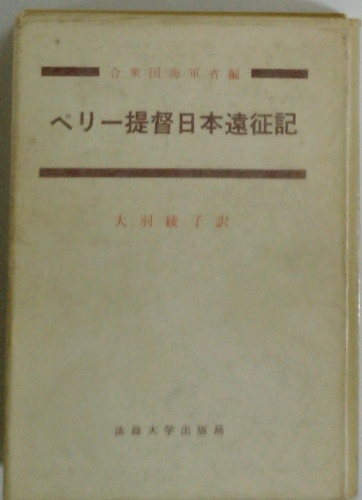 合衆国海軍省編
ペリー提督日本遠征記
大羽綾子訳
法政大学出版局